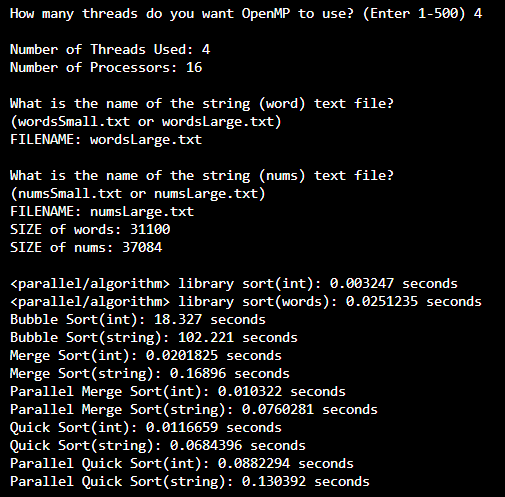 How many threads do you want OpenMP to use? (Enter 1-500) 4
Number of Threads Used: 4
Number of Processors: 16
What is the name of the string (word) text file?
(wordsSmall.txt or wordsLarge.txt)
FILENAME: wordsLarge.txt
What is the name of the string (nums) text file?
(numsSmall.txt or numsLarge.txt)
FILENAME: numsLarge.txt
SIZE of words: 31100
SIZE of nums: 37084
<parallel/algorithm> library sort(int): 0.003247 seconds
<parallel/algorithm> library sort(words): 0.0251235 seconds
Bubble Sort(int): 18.327 seconds
Bubble Sort(string): 102.221 seconds
Merge Sort(int): 0.0201825 seconds
Merge Sort(string): 0.16896 seconds
Parallel Merge Sort(int): 0.010322 seconds
Parallel Merge Sort(string): 0.0760281 seconds
Quick Sort(int): 0.0116659 seconds
Quick Sort(string): 0.0684396 seconds
Parallel Quick Sort(int): 0.0882294 seconds
Parallel Quick Sort(string): 0.130392 seconds